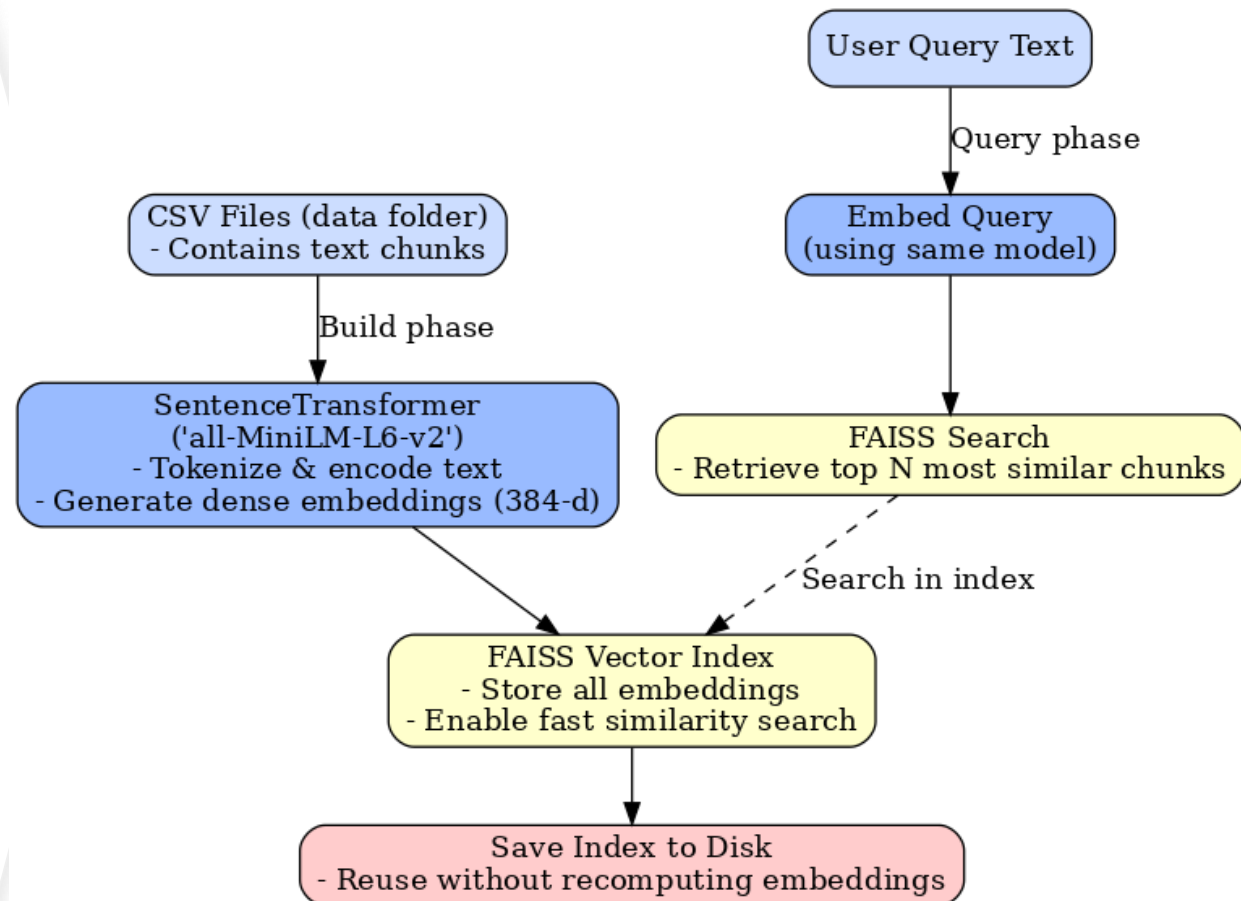 User Query Text
Query phase
CSV Files (data folder)
- Contains text chunks
Embed Query
(using same model)
Build phase
SentenceTransformer
('all-MiniLM-L6-v2')
- Tokenize & encode text
- Generate dense embeddings (384-d)
FAISS Search
- Retrieve top N most similar chunks
Search in index
FAISS Vector Index
- Store all embeddings
- Enable fast similarity search
Save Index to Disk
- Reuse without recomputing embeddings